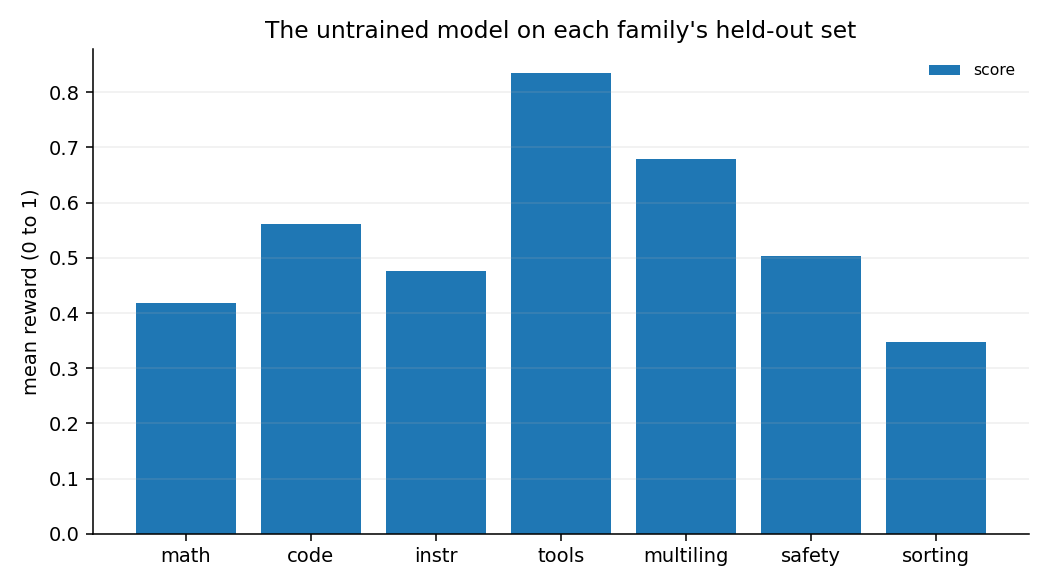 The untrained model on each family's held-out set
score
mean reward (0 to 1)
0.8
0.7
0.6
0.5
0.4
0.3
0.2
0.1
0.0
math code instr tools multiling safety sorting